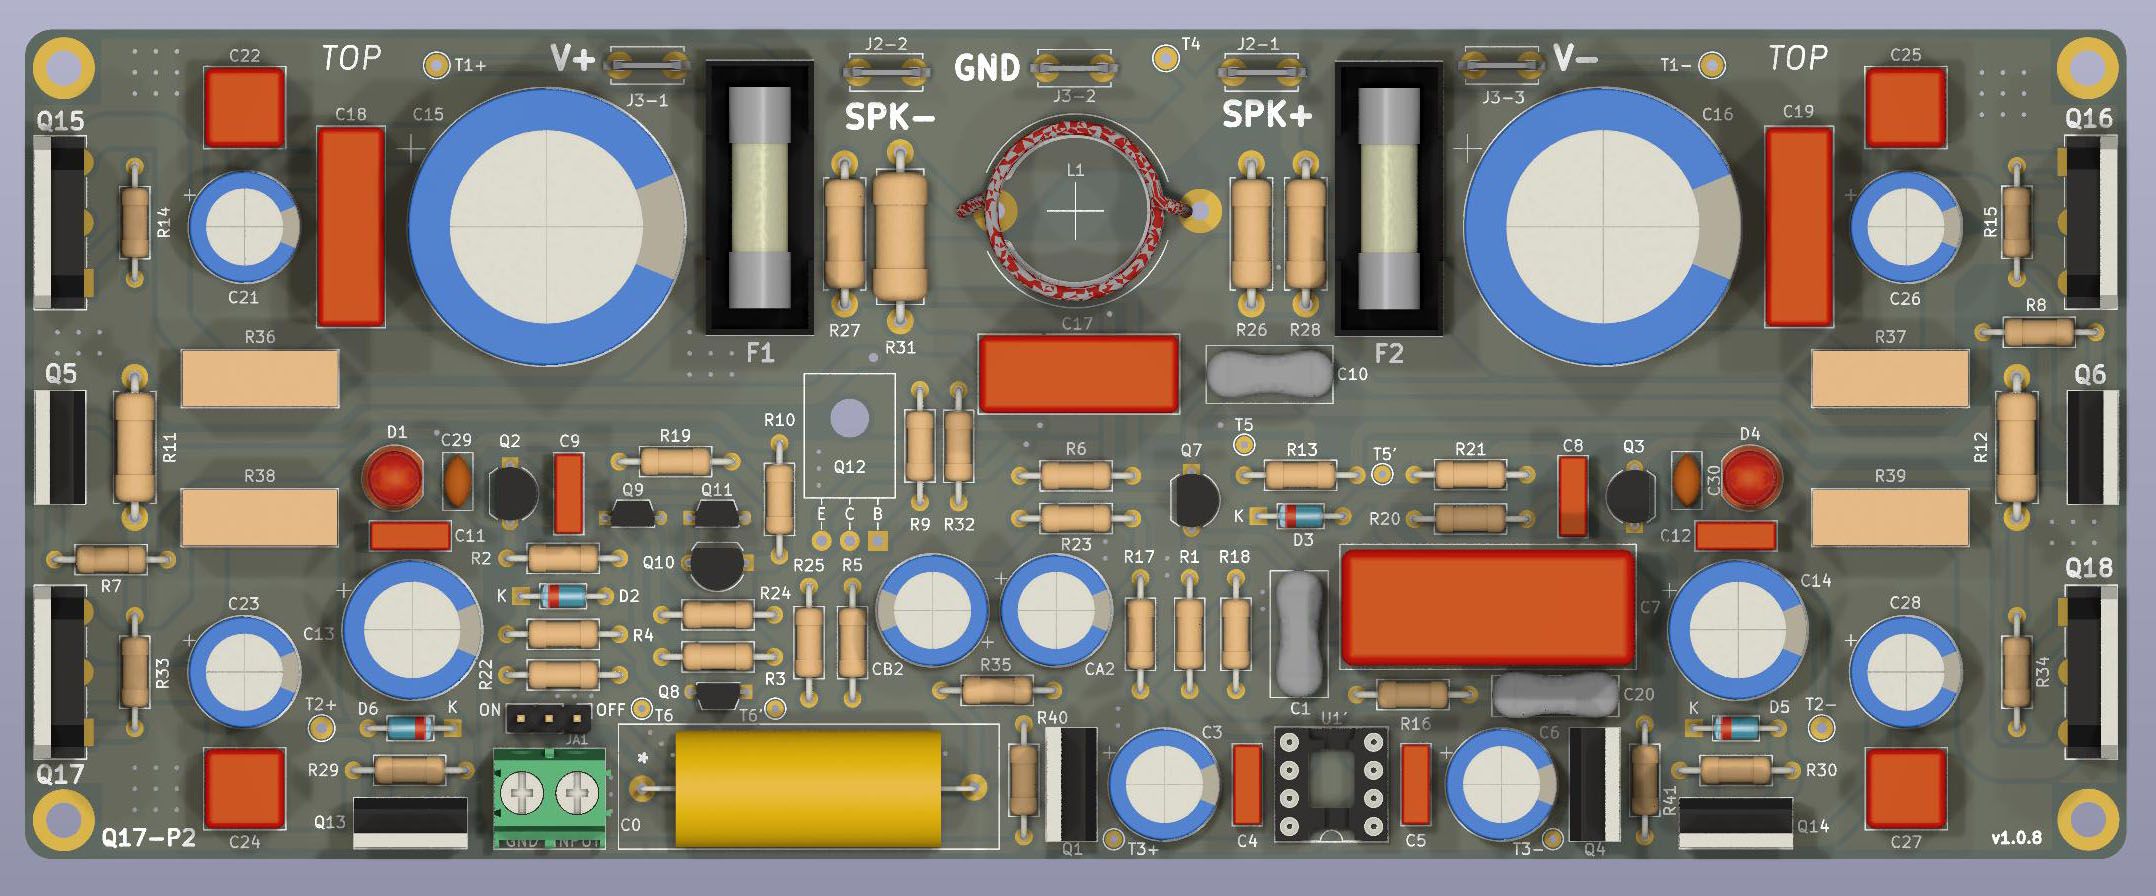 C22
TOP
T1+
V+
J2-2
GND
T4
J2-1
V-
T1-
TOP
C25
J3-1
J3-2
J3-3
Q15
C18
C15
SPK-
SPK+
C16
C19
Q16
L1
R14
R15
C21
C26
R8
R36
R27
R31
F1
C17
R26
R28
F2
C10
R37
Q5
Q6
R11
D1
C29
Q2
C9
R19
R10
Q12
R6
Q7
T5
R13
T5'
R21
C8
Q3
D4
C30
R12
R38
Q9
Q11
E
C
B
R9
R32
K
D3
R20
R39
C11
R2
Q10
R23
C12
R25
R5
R17
R1
R18
R7
K
D2
R24
C23
C13
R4
C7
C14
C28
Q18
R22
R3
CB2
R35
CA2
R33
R34
Q8
C1
C20
T2+
D6
K
ON
OFF
T6
T6'
R40
C3
U1'
R16
C6
K
D5
T2-
JA1
*
Q17
R29
R30
R41
Q13
C0
Q14
Q17-P2
C24
GND
INPUT
Q1
T3+
C4
C5
T3-
Q4
C27
v1.0.8